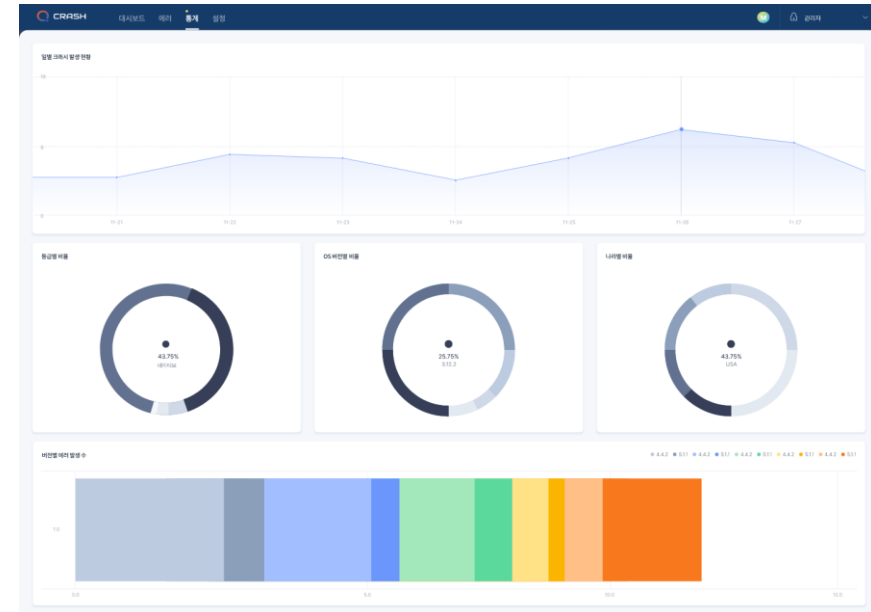 CRASH 대시보드 에러 통계 설정 M 관리자
일별 크래시 발생 현황
10
5
0
11-21 11-22 11-23 11-24 11-25 11-26 11-27
등급별 비율 OS 버전별 비율 나라별 비율
43.75% 25.75% 43.75%
네이티브 3.12.2 USA
버전별 에러 발생 수 4.4.2 5.1.1 4.4.2 5.1.1 4.4.2 5.1.1 4.4.2 5.1.1 4.4.2 5.1.1
1.0
0.0 5.0 10.0 15.0